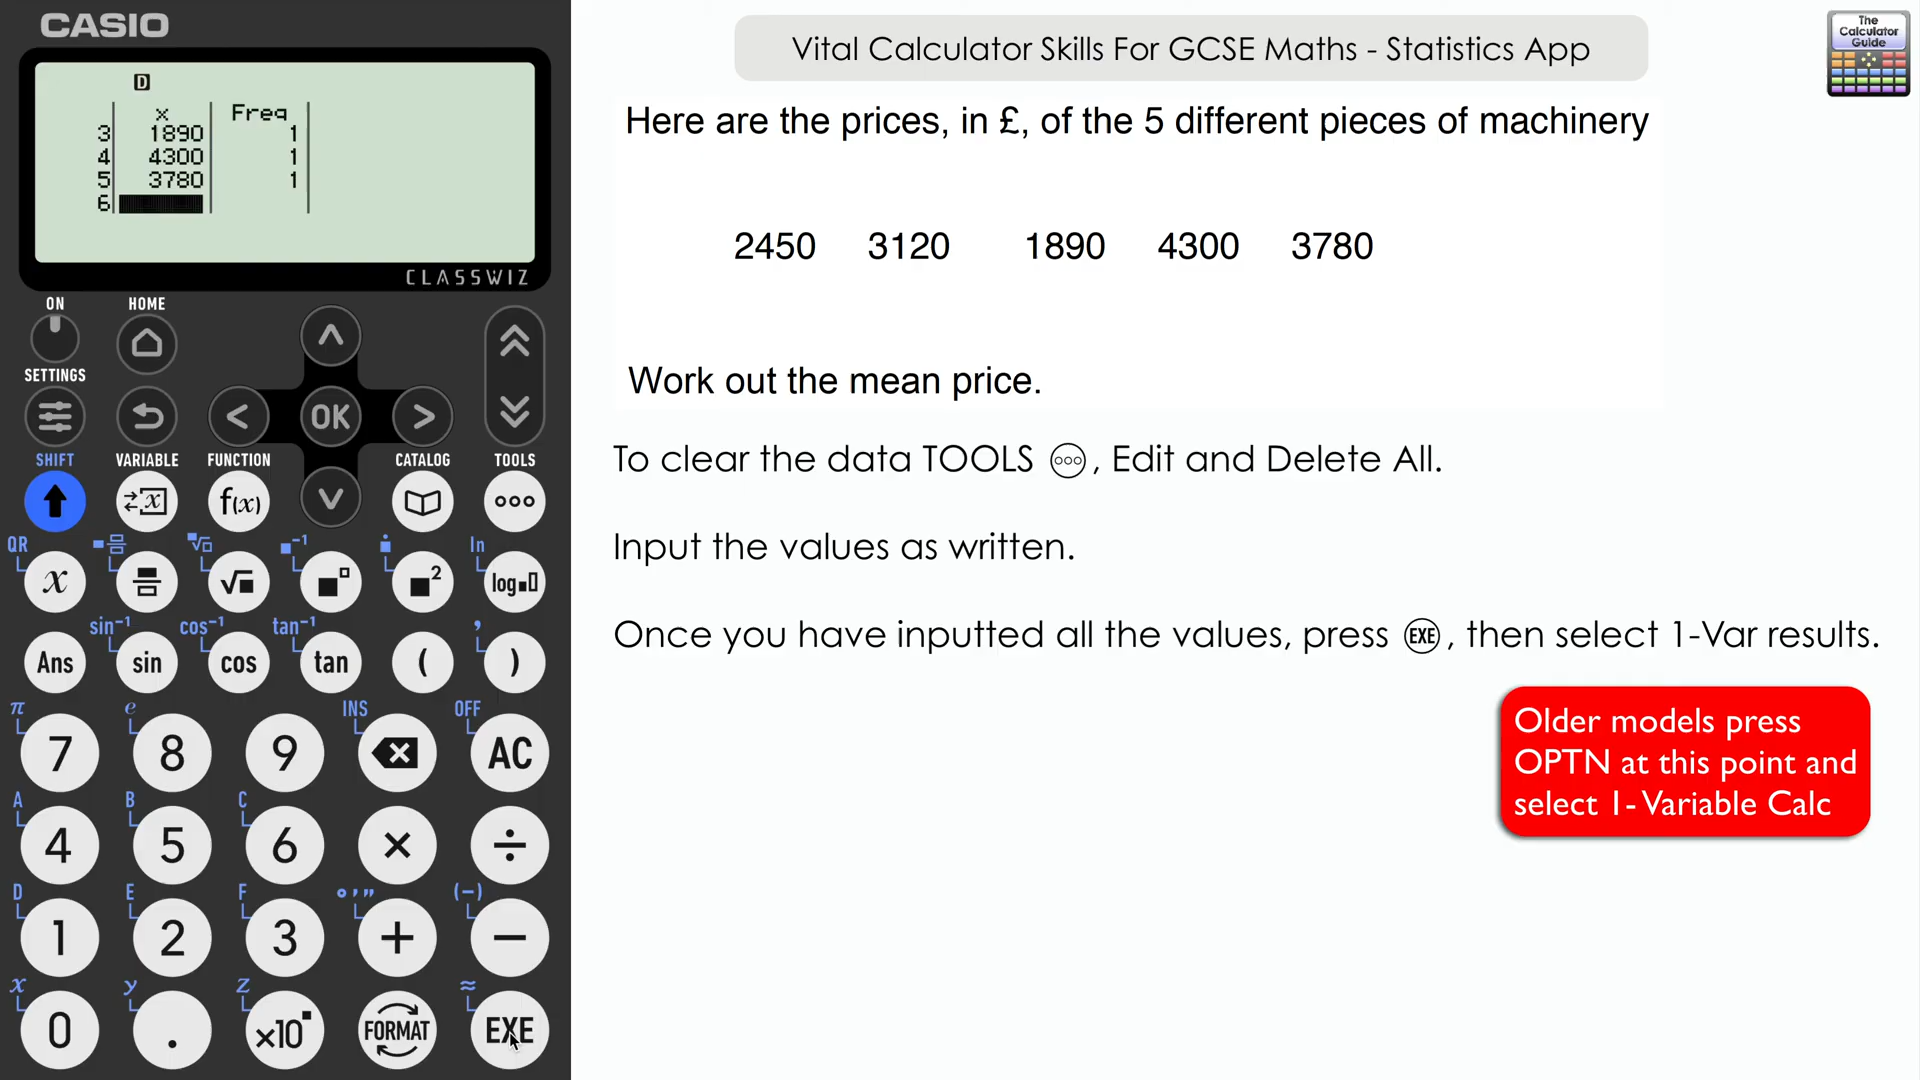 CASIO
D
x Freq
3 1890 1
4 4300 1
5 3780 1
6
CLASSWIZ
ON HOME
SETTINGS
OK
SHIFT VARIABLE FUNCTION CATALOG TOOLS
x f(x)
QR √ -1 In
x √ 2 log
sin⁻¹ cos⁻¹ tan⁻¹ ,
Ans sin cos tan ( )
π e INS OFF
7 8 9 AC
A B C
4 5 6 × ÷
D E F ° ′ ″ (−)
1 2 3 + −
x y z ≈
0 . ×10 FORMAT EXE
Vital Calculator Skills For GCSE Maths - Statistics App
The
Calculator
Guide
Here are the prices, in £, of the 5 different pieces of machinery
2450 3120 1890 4300 3780
Work out the mean price.
To clear the data TOOLS , Edit and Delete All.
Input the values as written.
Once you have inputted all the values, press EXE , then select 1-Var results.
Older models press
OPTN at this point and
select 1-Variable Calc